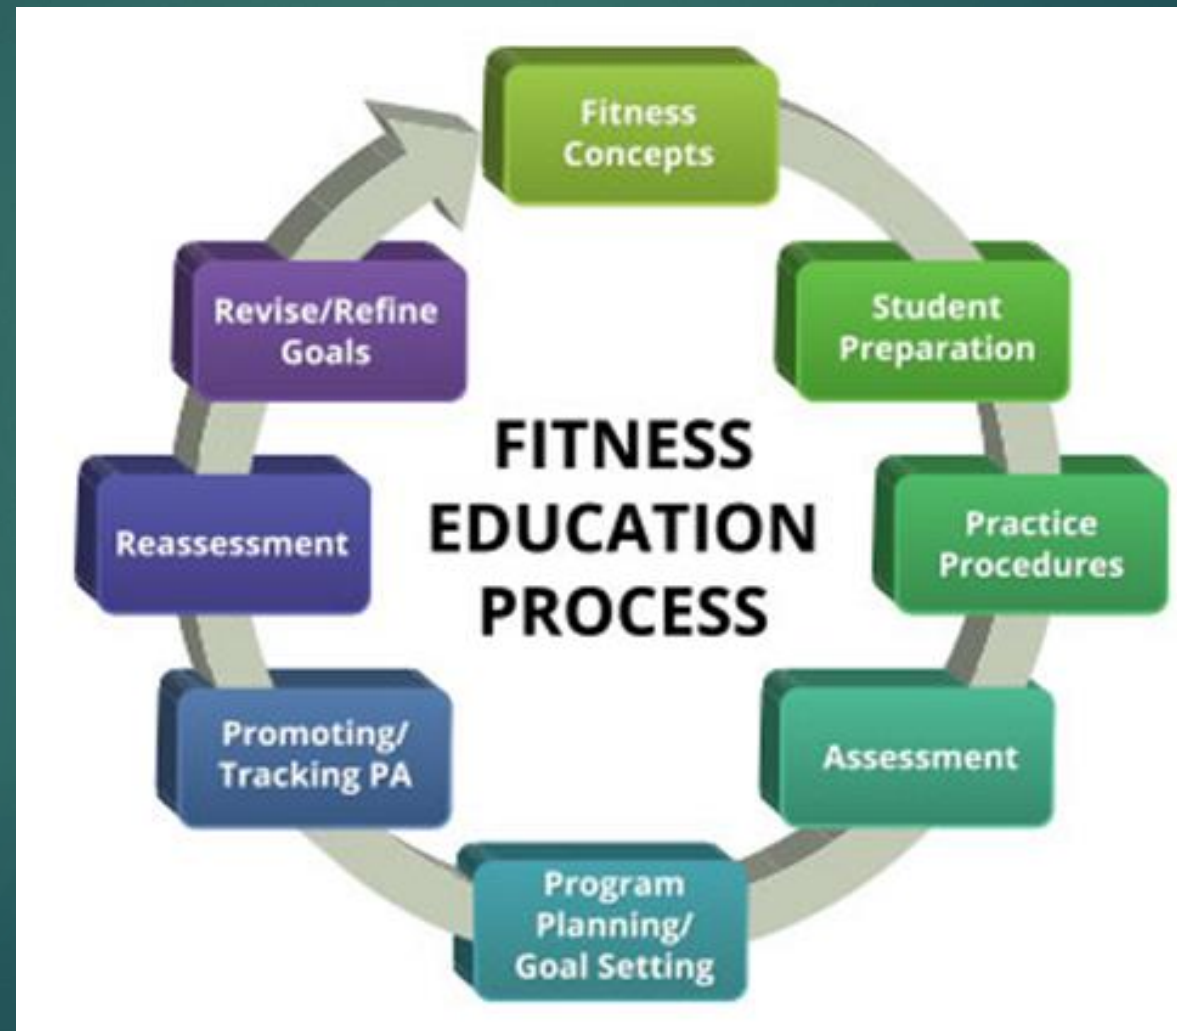 Fitness
Concepts
Student
Preparation
Practice
Procedures
Assessment
Program
Planning/
Goal Setting
Promoting/
Tracking PA
Reassessment
Revise/Refine
Goals
FITNESS
EDUCATION
PROCESS